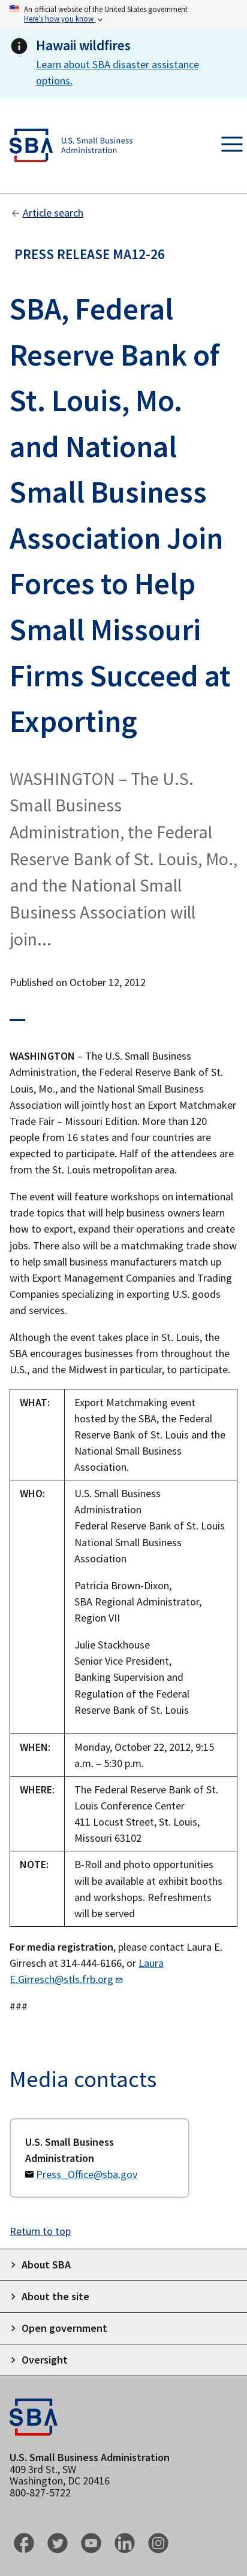 An official website of the United States government
Here's how you know
Hawaii wildfires
Learn about SBA disaster assistance
options.
SBA
U.S. Small Business
Administration
Article search
PRESS RELEASE MA12-26
SBA, Federal
Reserve Bank of
St. Louis, Mo.
and National
Small Business
Association Join
Forces to Help
Small Missouri
Firms Succeed at
Exporting
WASHINGTON – The U.S.
Small Business
Administration, the Federal
Reserve Bank of St. Louis, Mo.,
and the National Small
Business Association will
join...
Published on October 12, 2012
WASHINGTON – The U.S. Small Business
Administration, the Federal Reserve Bank of St.
Louis, Mo., and the National Small Business
Association will jointly host an Export Matchmaker
Trade Fair – Missouri Edition. More than 120
people from 16 states and four countries are
expected to participate. Half of the attendees are
from the St. Louis metropolitan area.
The event will feature workshops on international
trade topics that will help business owners learn
how to export, expand their operations and create
jobs. There also will be a matchmaking trade show
to help small business manufacturers match up
with Export Management Companies and Trading
Companies specializing in exporting U.S. goods
and services.
Although the event takes place in St. Louis, the
SBA encourages businesses from throughout the
U.S., and the Midwest in particular, to participate.
WHAT:
Export Matchmaking event
hosted by the SBA, the Federal
Reserve Bank of St. Louis and the
National Small Business
Association.
WHO:
U.S. Small Business
Administration
Federal Reserve Bank of St. Louis
National Small Business
Association
Patricia Brown-Dixon,
SBA Regional Administrator,
Region VII
Julie Stackhouse
Senior Vice President,
Banking Supervision and
Regulation of the Federal
Reserve Bank of St. Louis
WHEN:
Monday, October 22, 2012, 9:15
a.m. – 5:30 p.m.
WHERE:
The Federal Reserve Bank of St.
Louis Conference Center
411 Locust Street, St. Louis,
Missouri 63102
NOTE:
B-Roll and photo opportunities
will be available at exhibit booths
and workshops. Refreshments
will be served
For media registration, please contact Laura E.
Girresch at 314-444-6166, or Laura
E.Girresch@stls.frb.org
###
Media contacts
U.S. Small Business
Administration
Press_Office@sba.gov
Return to top
About SBA
About the site
Open government
Oversight
SBA
U.S. Small Business Administration
409 3rd St., SW
Washington, DC 20416
800-827-5722